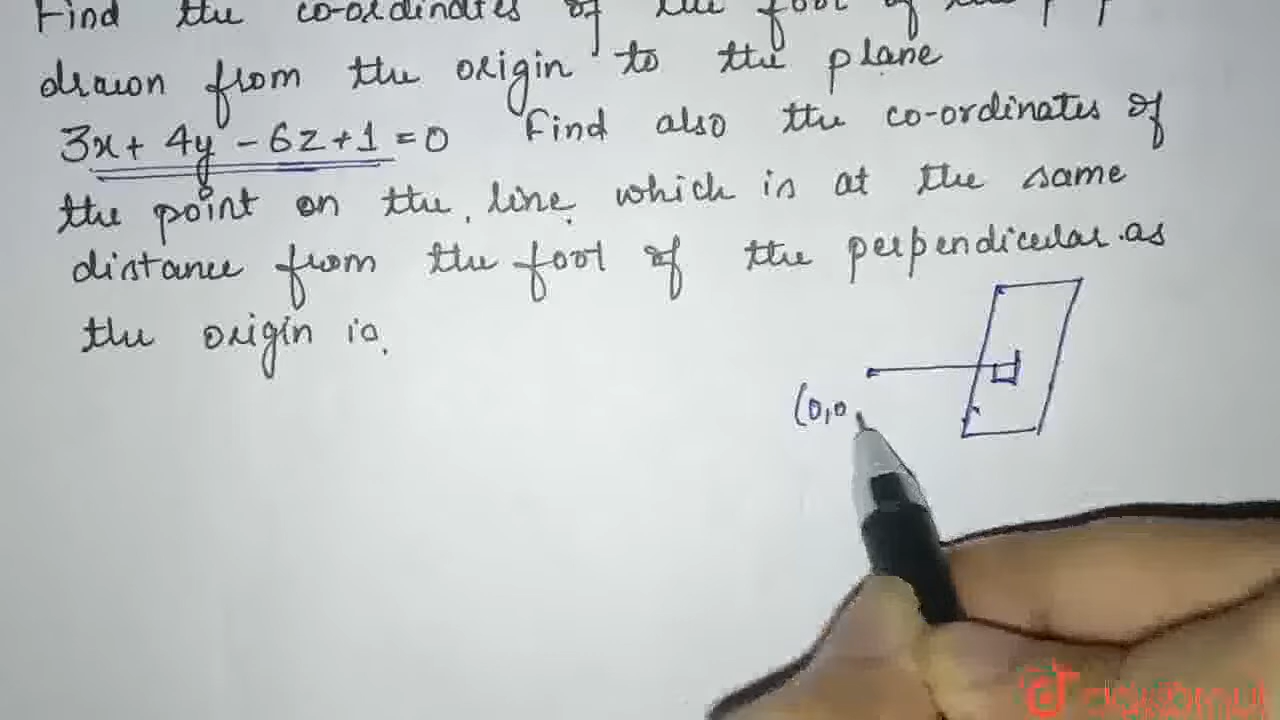 Find the co-ordinates of the foot of the
drawn from the origin to the plane
3x + 4y - 6z + 1 = 0 Find also the co-ordinates of
the point on the line which is at the same
distance from the foot of the perpendicular as
the origin is.
(0,0